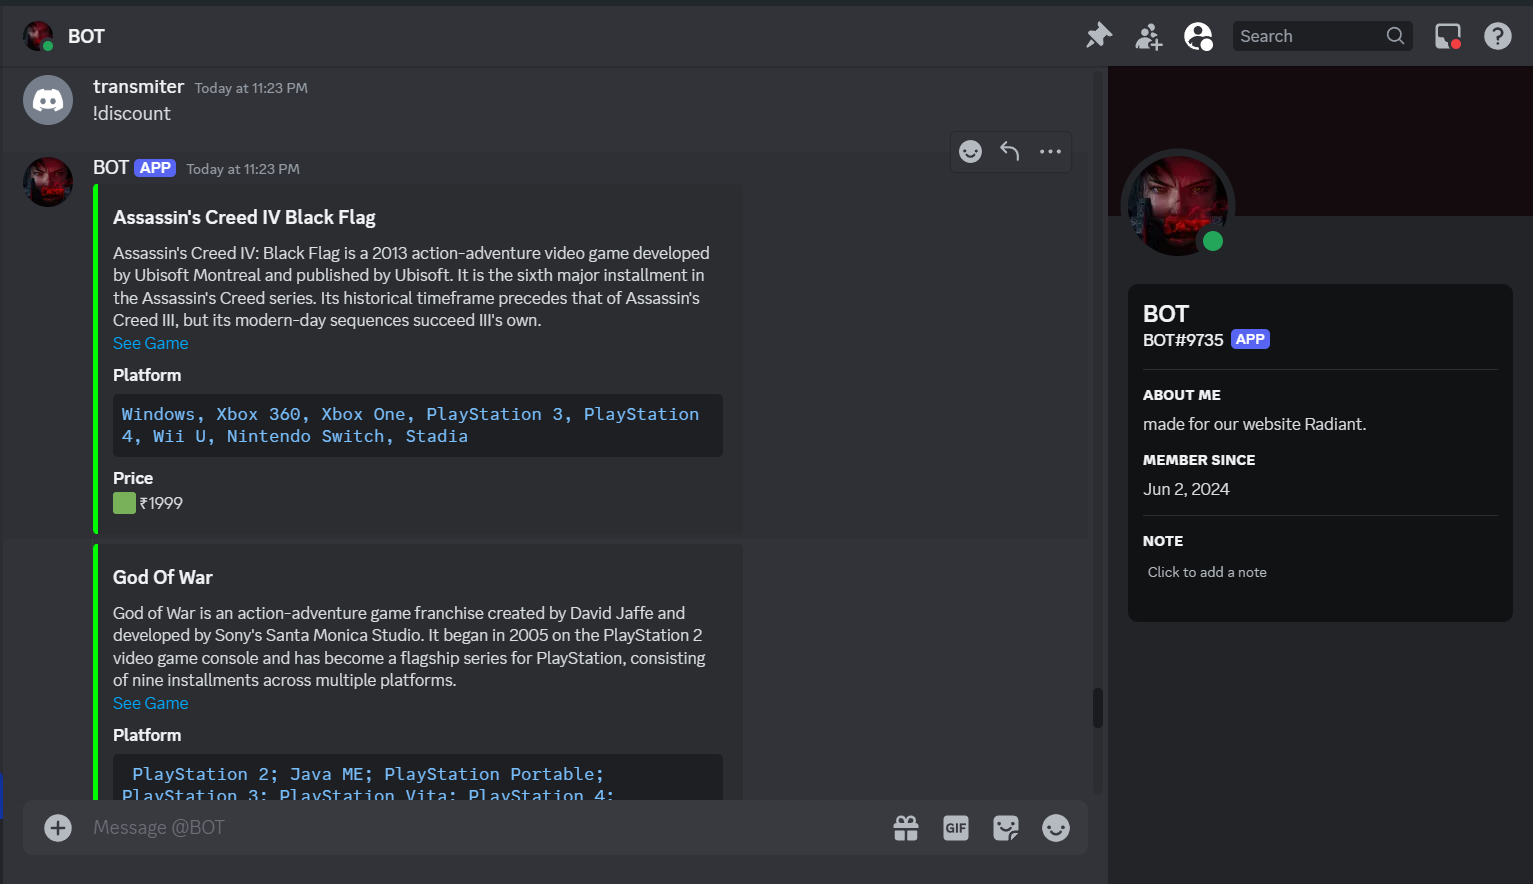 BOT
Search
transmiter Today at 11:23 PM
!discount
BOT APP Today at 11:23 PM
Assassin's Creed IV Black Flag
Assassin's Creed IV: Black Flag is a 2013 action-adventure video game developed
by Ubisoft Montreal and published by Ubisoft. It is the sixth major installment in
the Assassin's Creed series. Its historical timeframe precedes that of Assassin's
Creed III, but its modern-day sequences succeed III's own.
See Game
Platform
Windows, Xbox 360, Xbox One, PlayStation 3, PlayStation
4, Wii U, Nintendo Switch, Stadia
Price
₹1999
God Of War
God of War is an action-adventure game franchise created by David Jaffe and
developed by Sony's Santa Monica Studio. It began in 2005 on the PlayStation 2
video game console and has become a flagship series for PlayStation, consisting
of nine installments across multiple platforms.
See Game
Platform
PlayStation 2; Java ME; PlayStation Portable;
PlayStation 3; PlayStation Vita; PlayStation 4;
Message @BOT
GIF
BOT
BOT#9735 APP
ABOUT ME
made for our website Radiant.
MEMBER SINCE
Jun 2, 2024
NOTE
Click to add a note